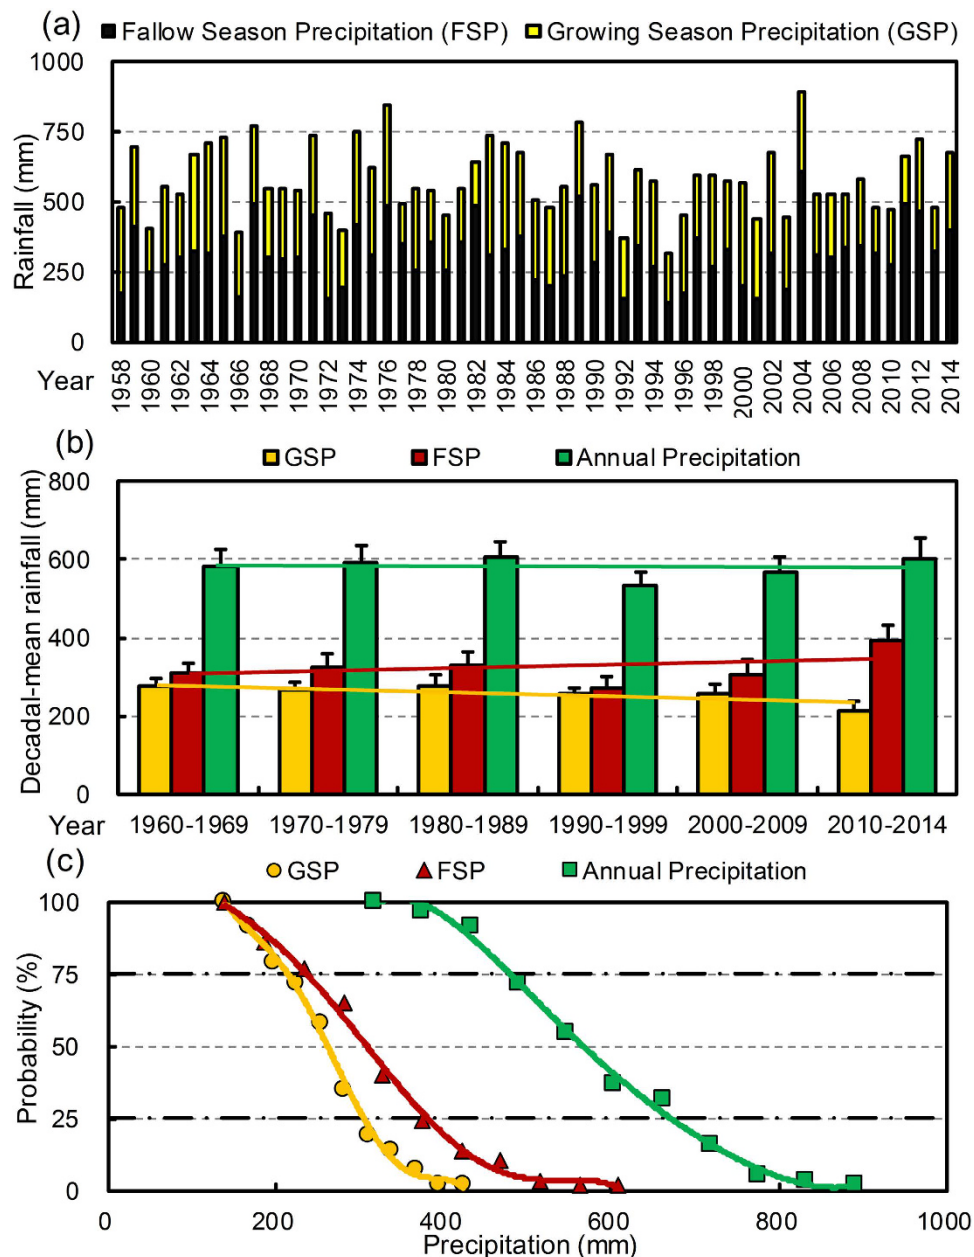 (a) Fallow Season Precipitation (FSP) Growing Season Precipitation (GSP)
Rainfall (mm)
1000
750
500
250
0
Year
1958 1960 1962 1964 1966 1968 1970 1972 1974 1976 1978 1980 1982 1984 1986 1988 1990 1992 1994 1996 1998 2000 2002 2004 2006 2008 2010 2012 2014
(b) GSP FSP Annual Precipitation
Decadal-mean rainfall (mm)
800
600
400
200
0
Year 1960-1969 1970-1979 1980-1989 1990-1999 2000-2009 2010-2014
(c) GSP FSP Annual Precipitation
Probability (%)
100
75
50
25
0
0 200 400 600 800 1000
Precipitation (mm)